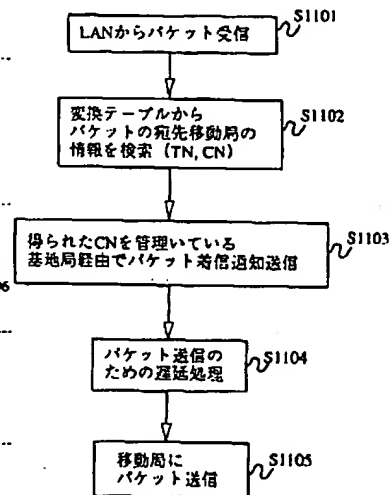 LANからパケット受信
S1101
変換テーブルから
パケットの宛先移動局の
情報を検索（TN, CN）
S1102
得られたCNを管理いている
基地局経由でパケット着信通知送信
S1103
パケット送信の
ための遅延処理
S1104
移動局に
パケット送信
S1105